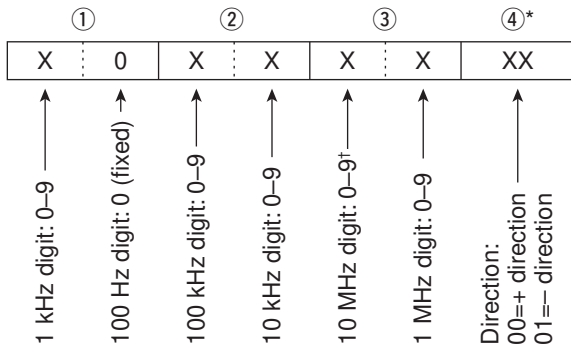 ① ② ③ ④*
X 0 X X X X XX
1 kHz digit: 0–9
100 Hz digit: 0 (fixed)
100 kHz digit: 0–9
10 kHz digit: 0–9
10 MHz digit: 0–9†
1 MHz digit: 0–9
Direction:
00=+ direction
01=– direction